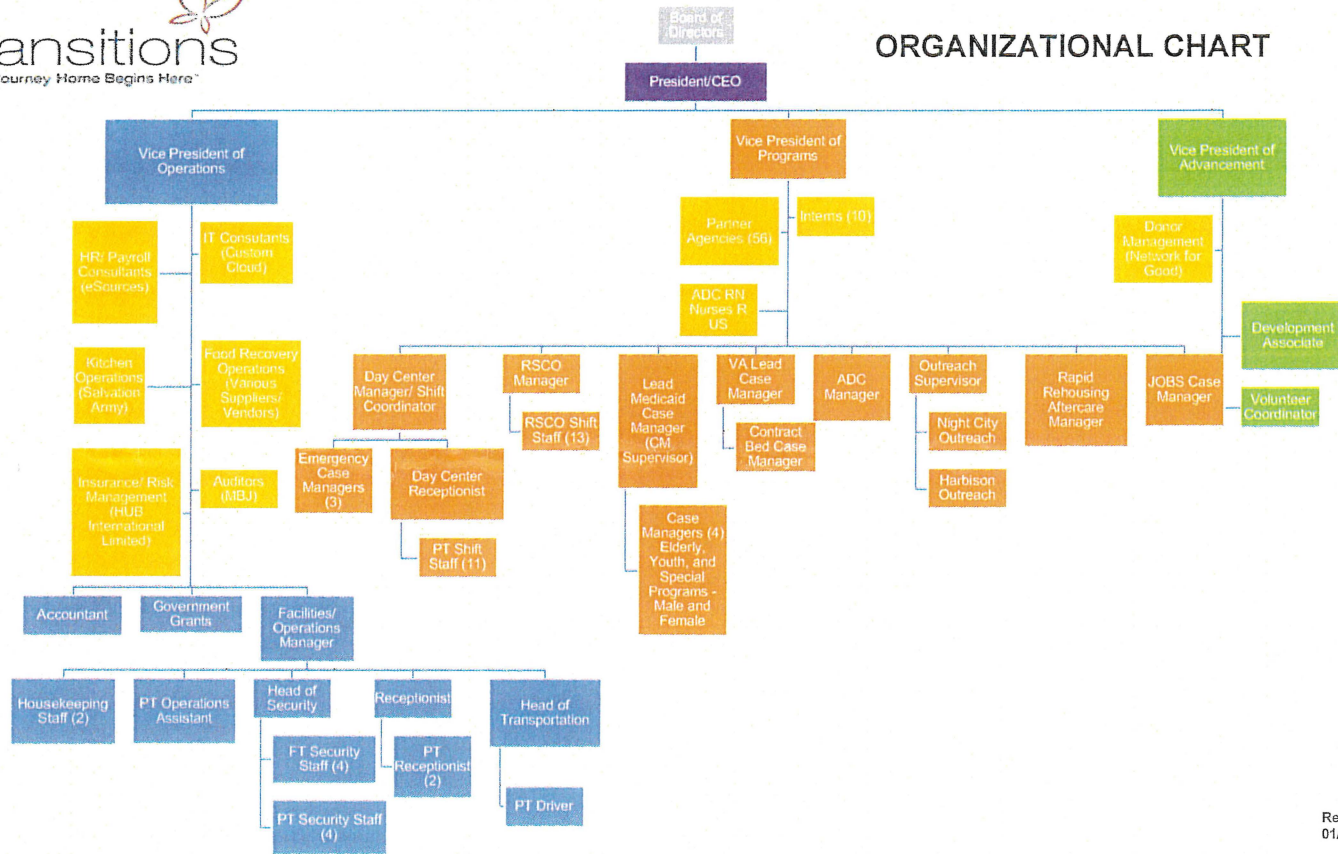 ansitions
ourney Home Begins Here
ORGANIZATIONAL CHART
Board of
Directors
President/CEO
Vice President of
Operations
Vice President of
Programs
Vice President of
Advancement
HR/ Payroll
Consultants
(eSources)
IT Consutants
(Custom
Cloud)
Kitchen
Operations
(Salvation
Army)
Food Recovery
Operations
(Various
Suppliers/
Vendors)
Insurance/ Risk
Management
(HUB
International
Limited)
Auditors
(MBJ)
Accountant
Government
Grants
Facilities/
Operations
Manager
Housekeeping
Staff (2)
PT Operations
Assistant
Head of
Security
FT Security
Staff (4)
PT Security Staff
(4)
Receptionist
PT
Receptionist
(2)
Head of
Transportation
PT Driver
Partner
Agencies (56)
Interns (10)
ADC RN
Nurses R
US
Day Center
Manager/ Shift
Coordinator
Emergency
Case
Managers
(3)
Day Center
Receptionist
PT Shift
Staff (11)
RSCO
Manager
RSCO Shift
Staff (13)
Lead
Medicaid
Case
Manager
(CM
Supervisor)
Case
Managers (4)
Elderly,
Youth, and
Special
Programs -
Male and
Female
VA Lead
Case
Manager
Contract
Bed Case
Manager
ADC
Manager
Outreach
Supervisor
Night City
Outreach
Harbison
Outreach
Rapid
Rehousing
Aftercare
Manager
JOBS Case
Manager
Donor
Management
(Network for
Good)
Development
Associate
Volunteer
Coordinator
Re
01/